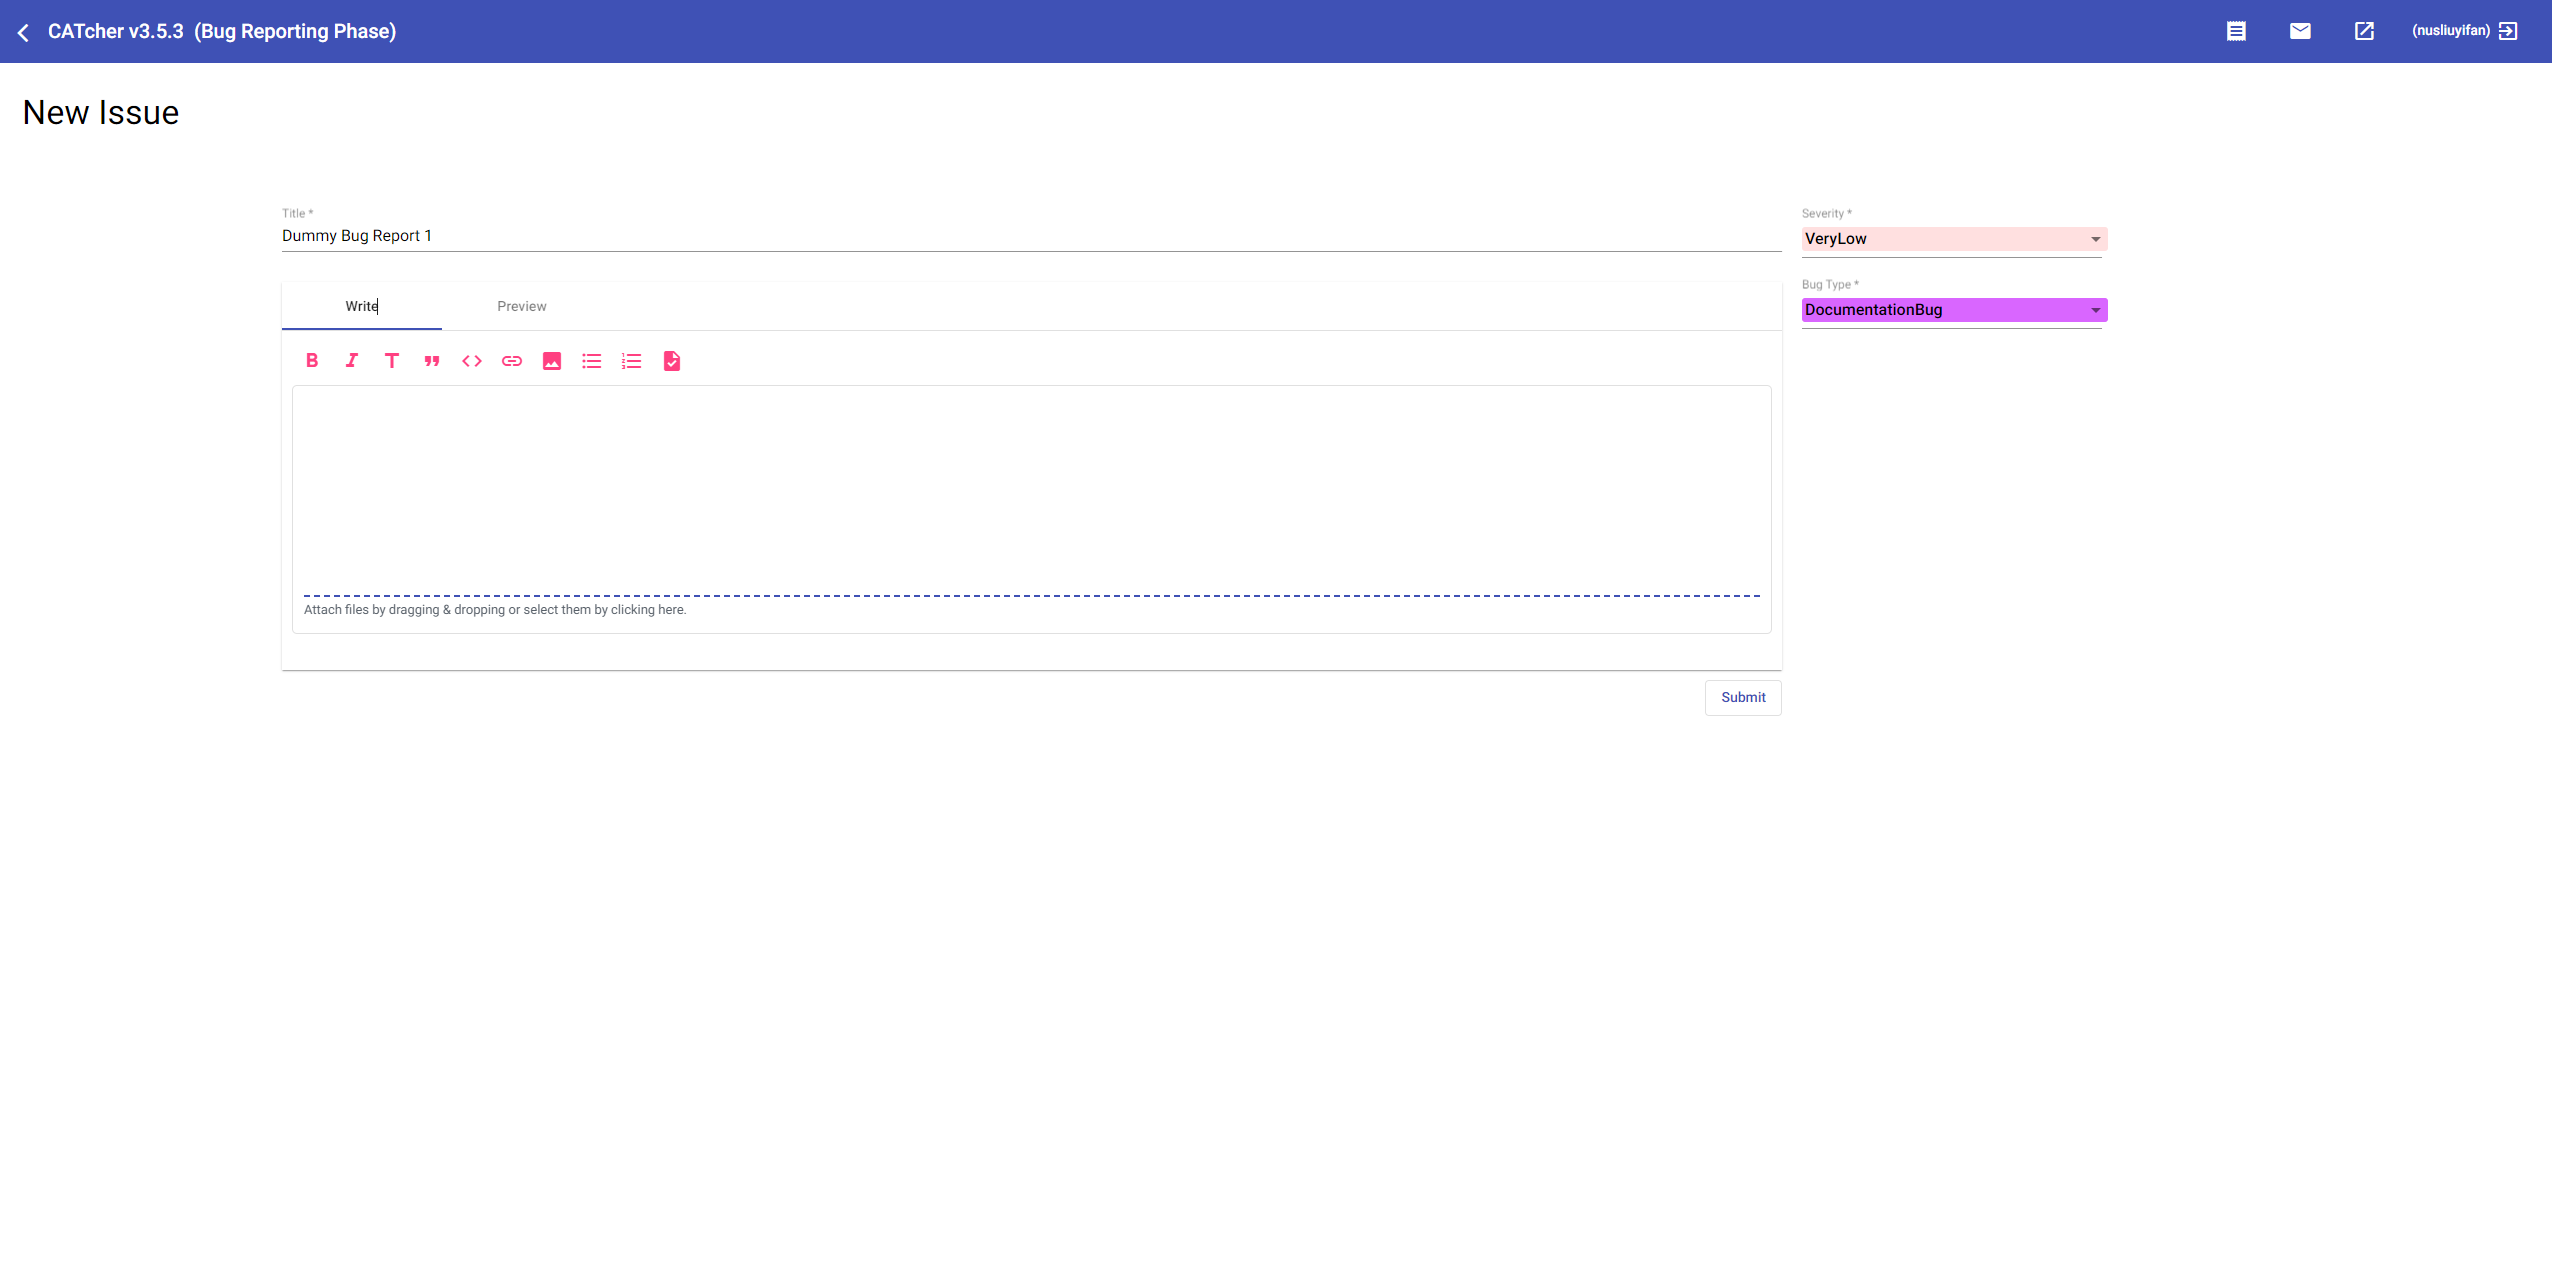 CATcher v3.5.3 (Bug Reporting Phase)
(nusliuyifan)
New Issue
Title *
Dummy Bug Report 1
Severity *
VeryLow
Bug Type *
DocumentationBug
Write
Preview
Attach files by dragging & dropping or select them by clicking here.
Submit